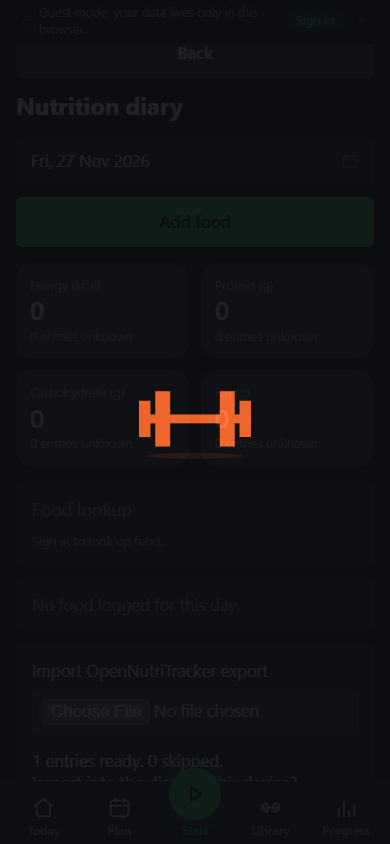 Guest mode: your data lives only in this
browser.
Sign in
Back
Nutrition diary
Fri, 27 Nov 2026
Add food
Energy (kcal)
Protein (g)
0
0
0 entries unknown
0 entries unknown
Carbohydrate (g)
0
0
0 entries unknown
entries unknown
Food lookup
Sign in to look up food.
No food logged for this day.
Import OpenNutriTracker export
Choose File No file chosen
1 entries ready. 0 skipped.
Today
Plan
Start
Library
Progress